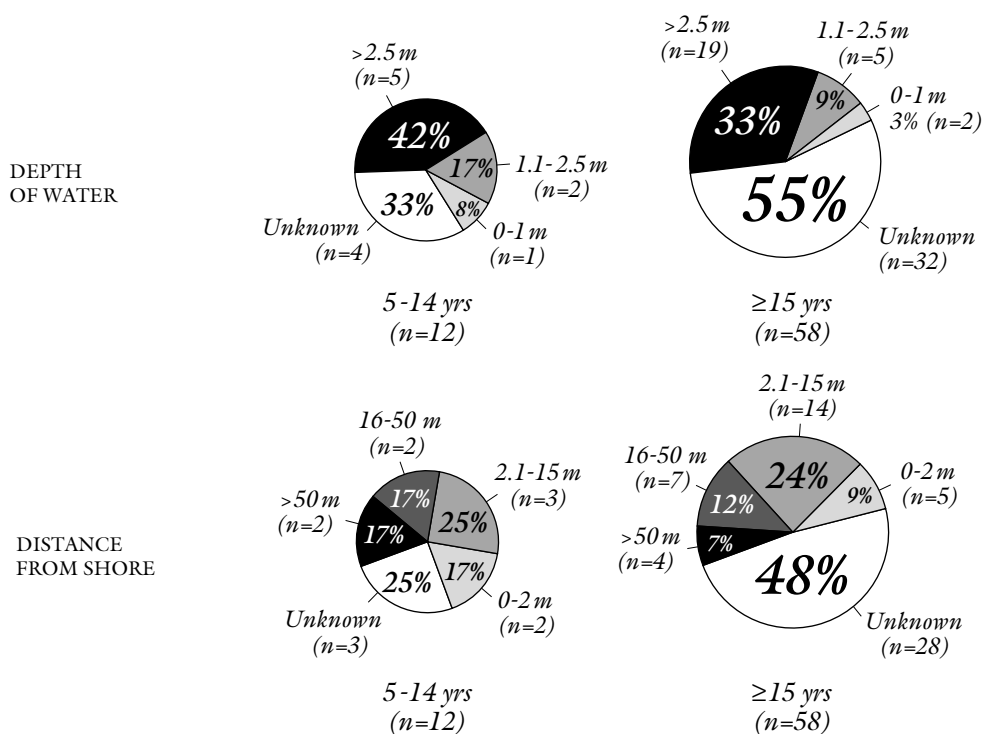 DEPTH
OF WATER
>2.5 m
(n=5)
42%
17%
1.1-2.5 m
(n=2)
8%
0-1 m
(n=1)
33%
Unknown
(n=4)
5-14 yrs
(n=12)
>2.5 m
(n=19)
33%
1.1-2.5 m
(n=5)
9%
0-1 m
3% (n=2)
55%
Unknown
(n=32)
≥15 yrs
(n=58)
DISTANCE
FROM SHORE
16-50 m
(n=2)
17%
2.1-15 m
(n=3)
25%
>50 m
(n=2)
17%
17%
0-2 m
(n=2)
25%
Unknown
(n=3)
5-14 yrs
(n=12)
2.1-15 m
(n=14)
24%
16-50 m
(n=7)
12%
0-2 m
(n=5)
9%
>50 m
(n=4)
7%
48%
Unknown
(n=28)
≥15 yrs
(n=58)